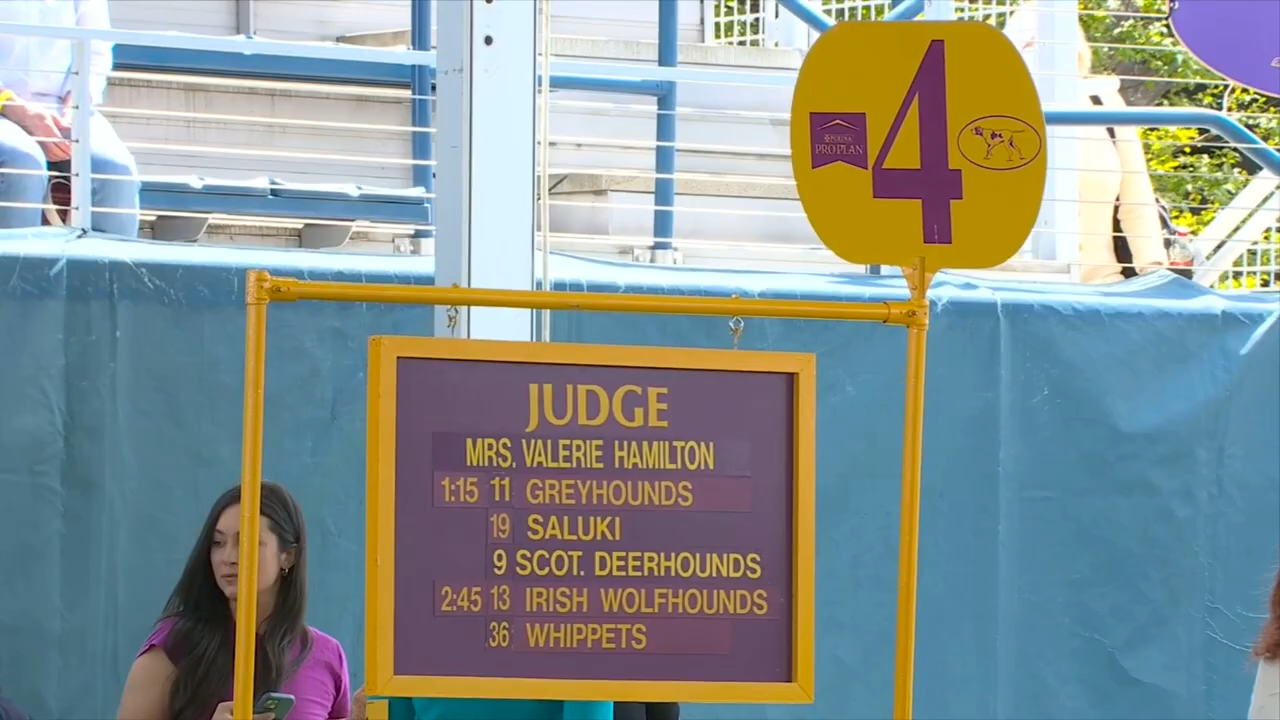 4
PURINA
PRO PLAN
JUDGE
MRS. VALERIE HAMILTON
1:15 11 GREYHOUNDS
19 SALUKI
9 SCOT. DEERHOUNDS
2:45 13 IRISH WOLFHOUNDS
36 WHIPPETS